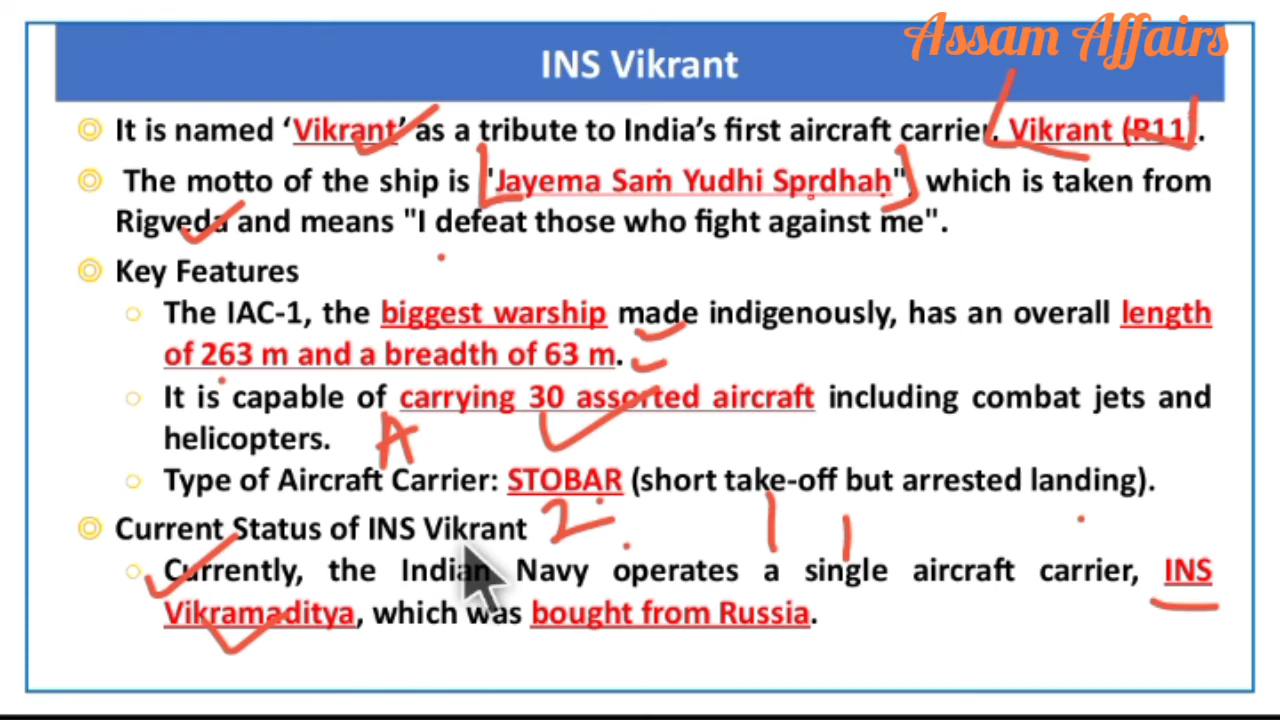 Assam Affairs
INS Vikrant
It is named ‘Vikrant’ as a tribute to India’s first aircraft carrier, Vikrant (R11).
The motto of the ship is "Jayema Saṁ Yudhi Spṛdhaḥ", which is taken from
Rigveda and means "I defeat those who fight against me".
Key Features
The IAC-1, the biggest warship made indigenously, has an overall length
of 263 m and a breadth of 63 m.
It is capable of carrying 30 assorted aircraft including combat jets and
helicopters.
A
Type of Aircraft Carrier: STOBAR (short take-off but arrested landing).
Current Status of INS Vikrant
2
Currently, the Indian Navy operates a single aircraft carrier, INS
Vikramaditya, which was bought from Russia.